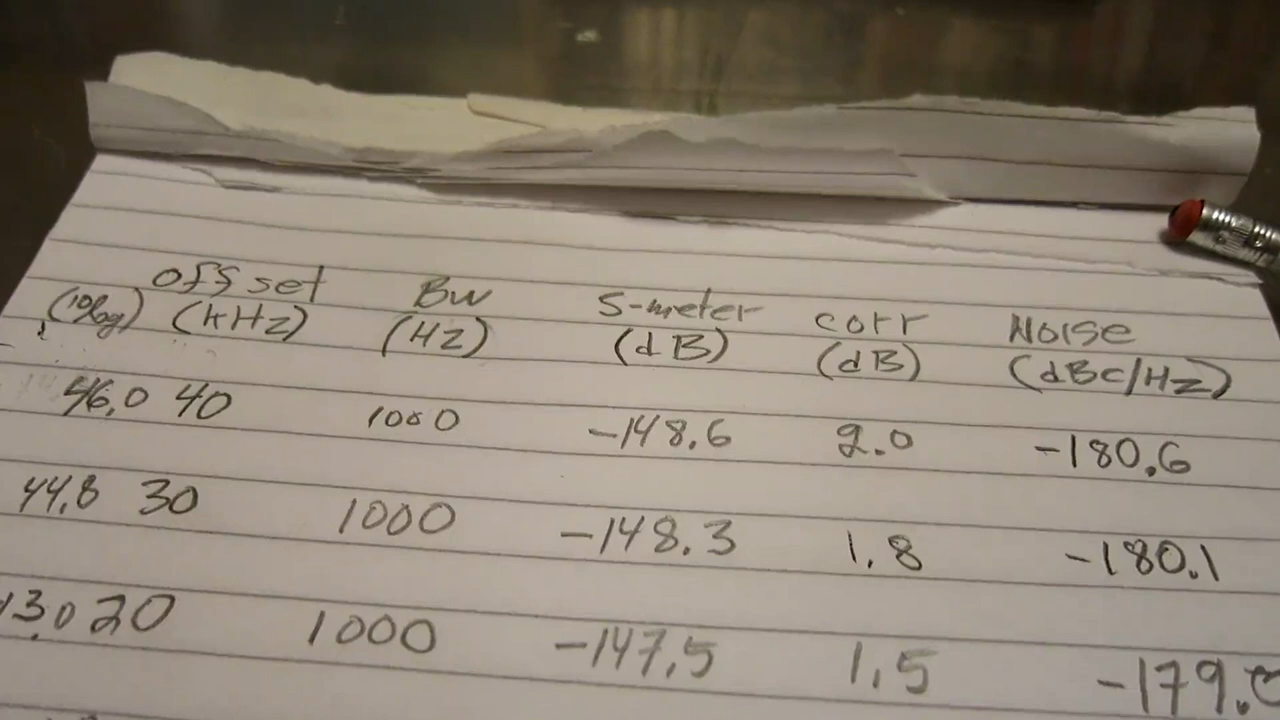 offset BW S-meter corr Noise
(10log) (kHz) (Hz) (dB) (dB) (dBc/Hz)
46.0 40 1000 -148.6 2.0 -180.6
44.8 30 1000 -148.3 1.8 -180.1
43.0 20 1000 -147.5 1.5